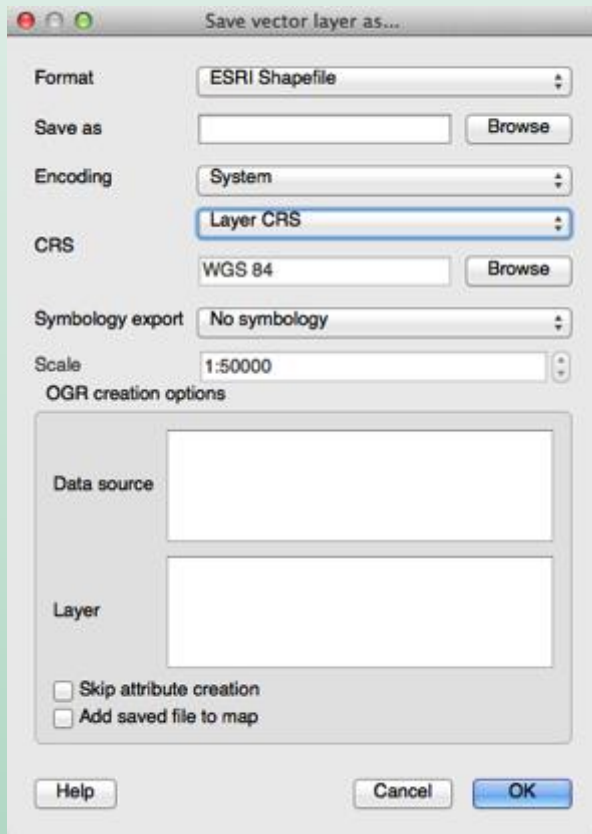 Save vector layer as...
Format ESRI Shapefile
Save as Browse
Encoding System
Layer CRS
CRS
WGS 84 Browse
Symbology export No symbology
Scale 1:50000
OGR creation options
Data source
Layer
Skip attribute creation
Add saved file to map
Help Cancel OK